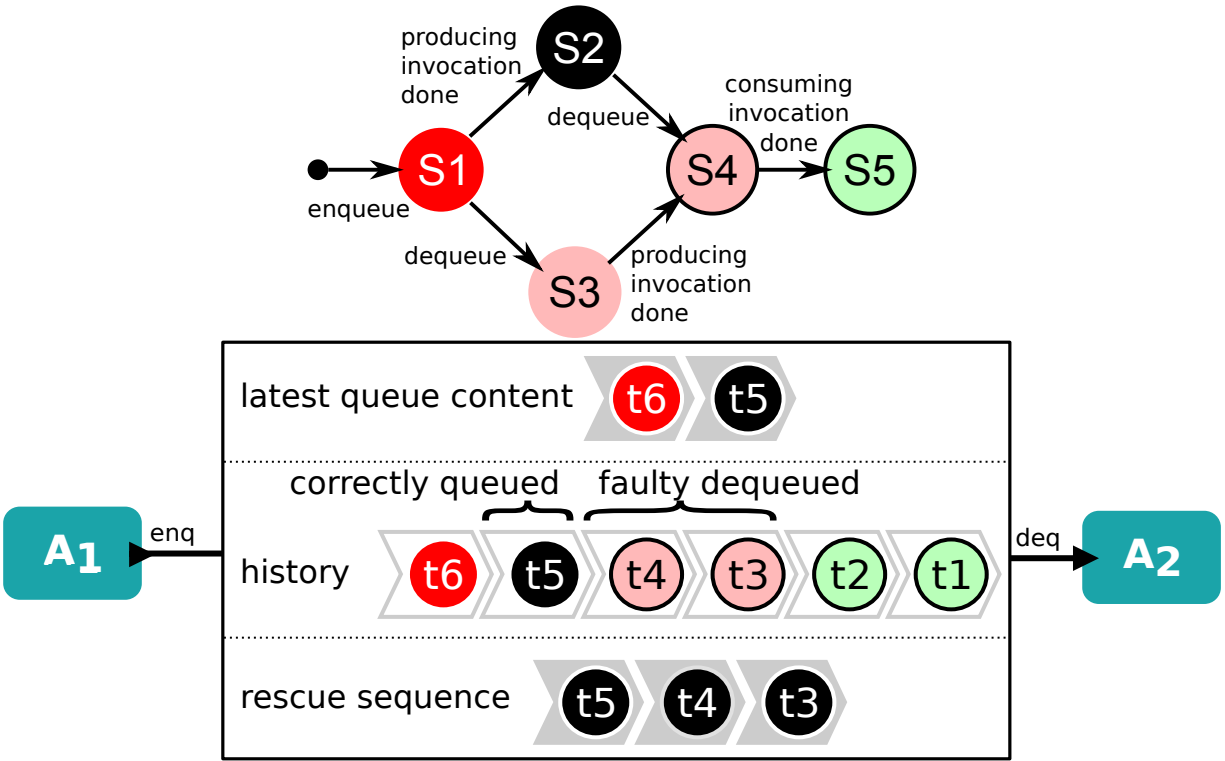 producing
invocation
done
S2
dequeue
consuming
invocation
done
enqueue
S1
S4
S5
dequeue
S3
producing
invocation
done
latest queue content t6 t5
correctly queued faulty dequeued
A1 enq
history t6 t5 t4 t3 t2 t1
deq A2
rescue sequence t5 t4 t3